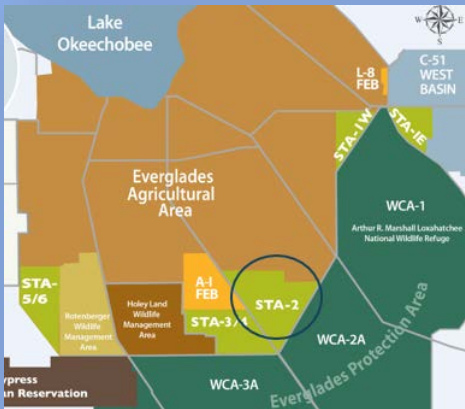 Lake
Okeechobee
N
W
E
S
C-51
WEST
BASIN
L-8
FEB
STA-1W
STA-1E
Everglades
Agricultural
Area
WCA-1
Arthur R. Marshall Loxahatchee
National Wildlife Refuge
STA-
5/6
Rotenberger
Wildlife
Management
Area
Holey Land
Wildlife
Management Area
A-1
FEB
STA-2
STA-3/4
WCA-2A
WCA-3A
Everglades Protection Area
ypress
an Reservation